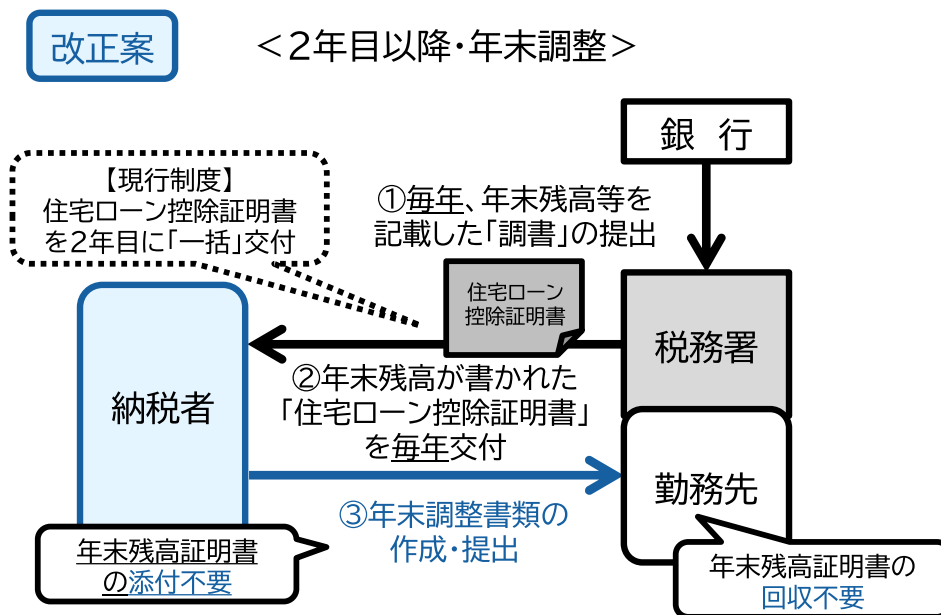 改正案
＜２年目以降・年末調整＞
銀 行
【現行制度】
住宅ローン控除証明書
を２年目に「一括」交付
①毎年、年末残高等を
記載した「調書」の提出
住宅ローン
控除証明書
税務署
納税者
②年末残高が書かれた
「住宅ローン控除証明書」
を毎年交付
勤務先
③年末調整書類の
作成・提出
年末残高証明書
の添付不要
年末残高証明書の
回収不要